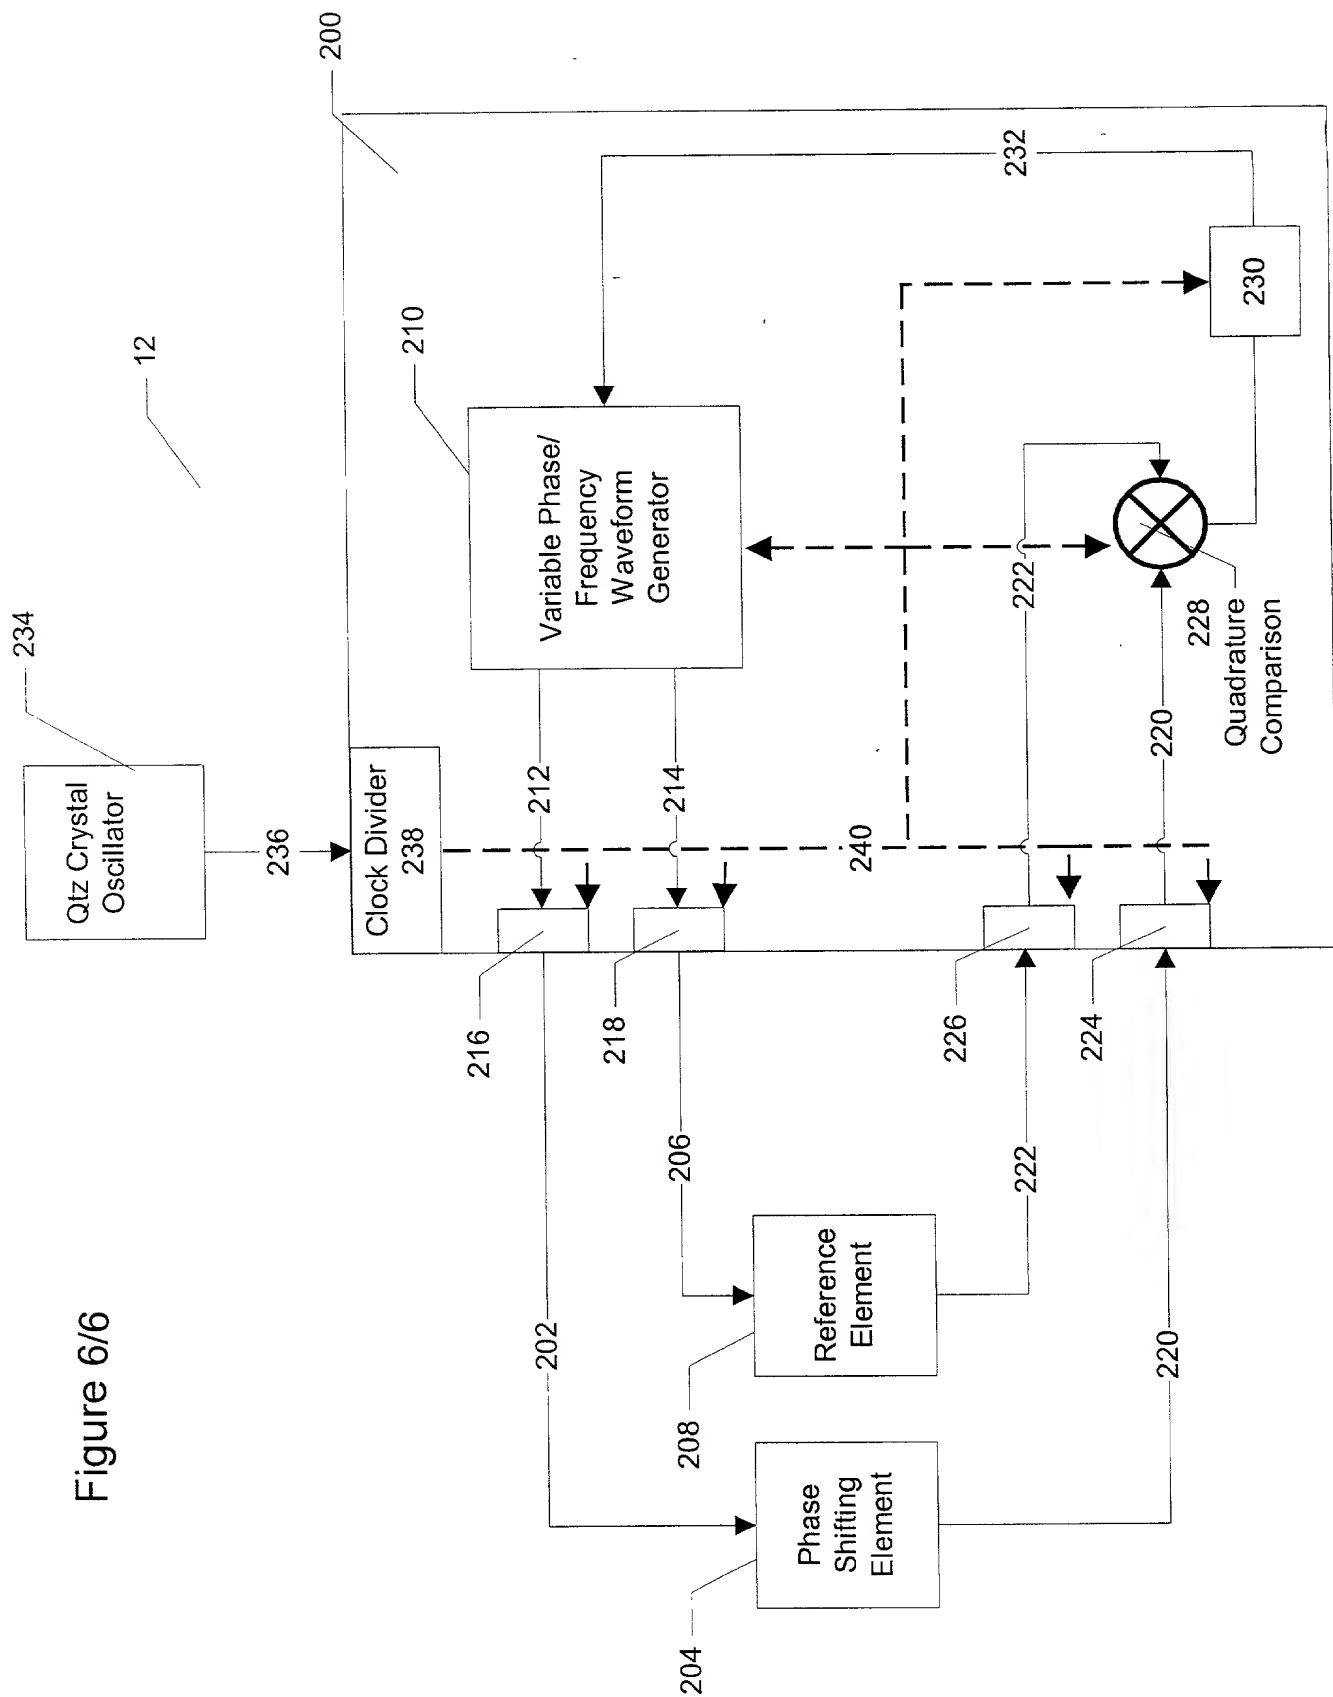 Figure 6/6
12
Qtz Crystal
Oscillator
234
236
200
Clock Divider
238
210
Variable Phase/
Frequency
Waveform
Generator
212
214
216
218
202
206
204
Phase
Shifting
Element
208
Reference
Element
240
232
230
222
222
226
224
220
220
228
Quadrature
Comparison